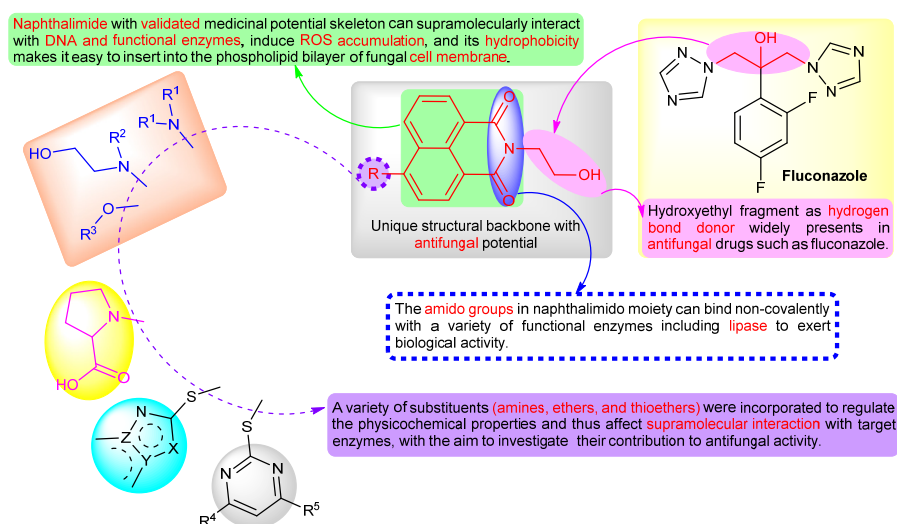 Naphthalimide with validated medicinal potential skeleton can supramolecularly interact
with DNA and functional enzymes, induce ROS accumulation, and its hydrophobicity
makes it easy to insert into the phospholipid bilayer of fungal cell membrane.
OH
N
N
N
N
N
N
F
F
Fluconazole
R¹
R¹
N
R²
HO
N
O
R³
O
N
O
OH
R
Unique structural backbone with
antifungal potential
Hydroxyethyl fragment as hydrogen
bond donor widely presents in
antifungal drugs such as fluconazole.
The amido groups in naphthalimido moiety can bind non-covalently
with a variety of functional enzymes including lipase to exert
biological activity.
N
HO
O
S
N
Z
Y
X
S
N
N
R⁴
R⁵
A variety of substituents (amines, ethers, and thioethers) were incorporated to regulate
the physicochemical properties and thus affect supramolecular interaction with target
enzymes, with the aim to investigate their contribution to antifungal activity.